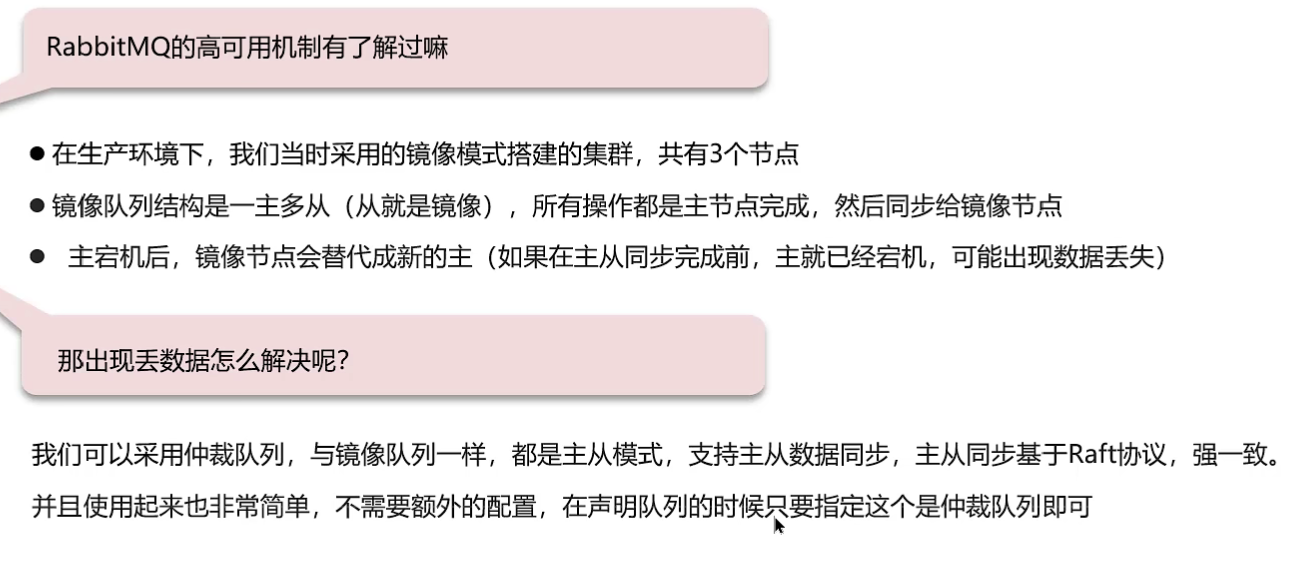 RabbitMQ的高可用机制有了解过嘛
● 在生产环境下，我们当时采用的镜像模式搭建的集群，共有3个节点
● 镜像队列结构是一主多从（从就是镜像），所有操作都是主节点完成，然后同步给镜像节点
● 主宕机后，镜像节点会替代成新的主（如果在主从同步完成前，主就已经宕机，可能出现数据丢失）
那出现丢数据怎么解决呢？
我们可以采用仲裁队列，与镜像队列一样，都是主从模式，支持主从数据同步，主从同步基于Raft协议，强一致。
并且使用起来也非常简单，不需要额外的配置，在声明队列的时候只要指定这个是仲裁队列即可